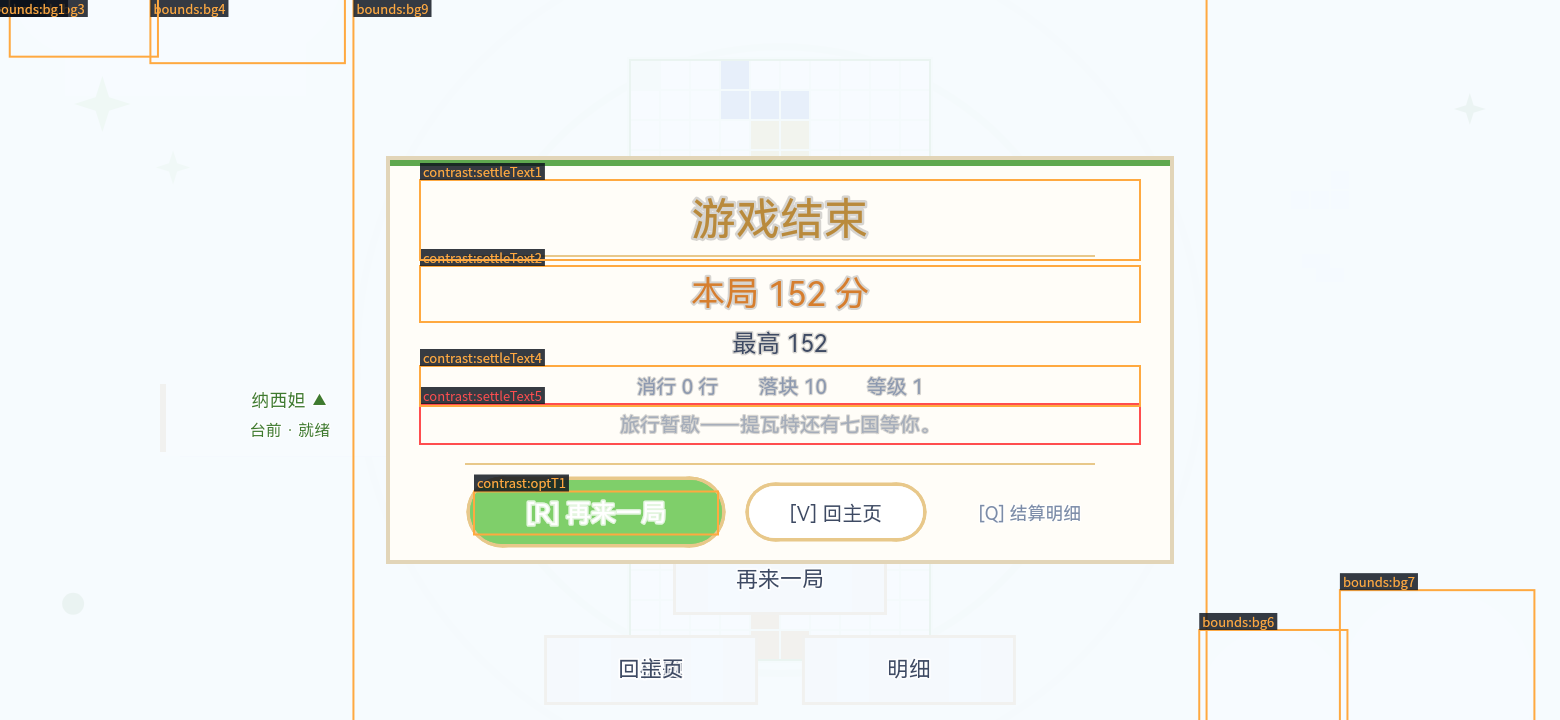 ounds:bg1
g3
bounds:bg4
bounds:bg9
contrast:settleText1
游戏结束
contrast:settleText2
本局 152 分
最高 152
contrast:settleText4
消行 0 行 落块 10 等级 1
contrast:settleText5
旅行暂歇——提瓦特还有七国等你。
纳西妲 ▲
台前 · 就绪
contrast:optT1
[R] 再来一局
[V] 回主页
[Q] 结算明细
再来一局
bounds:bg7
bounds:bg6
回主页
明细